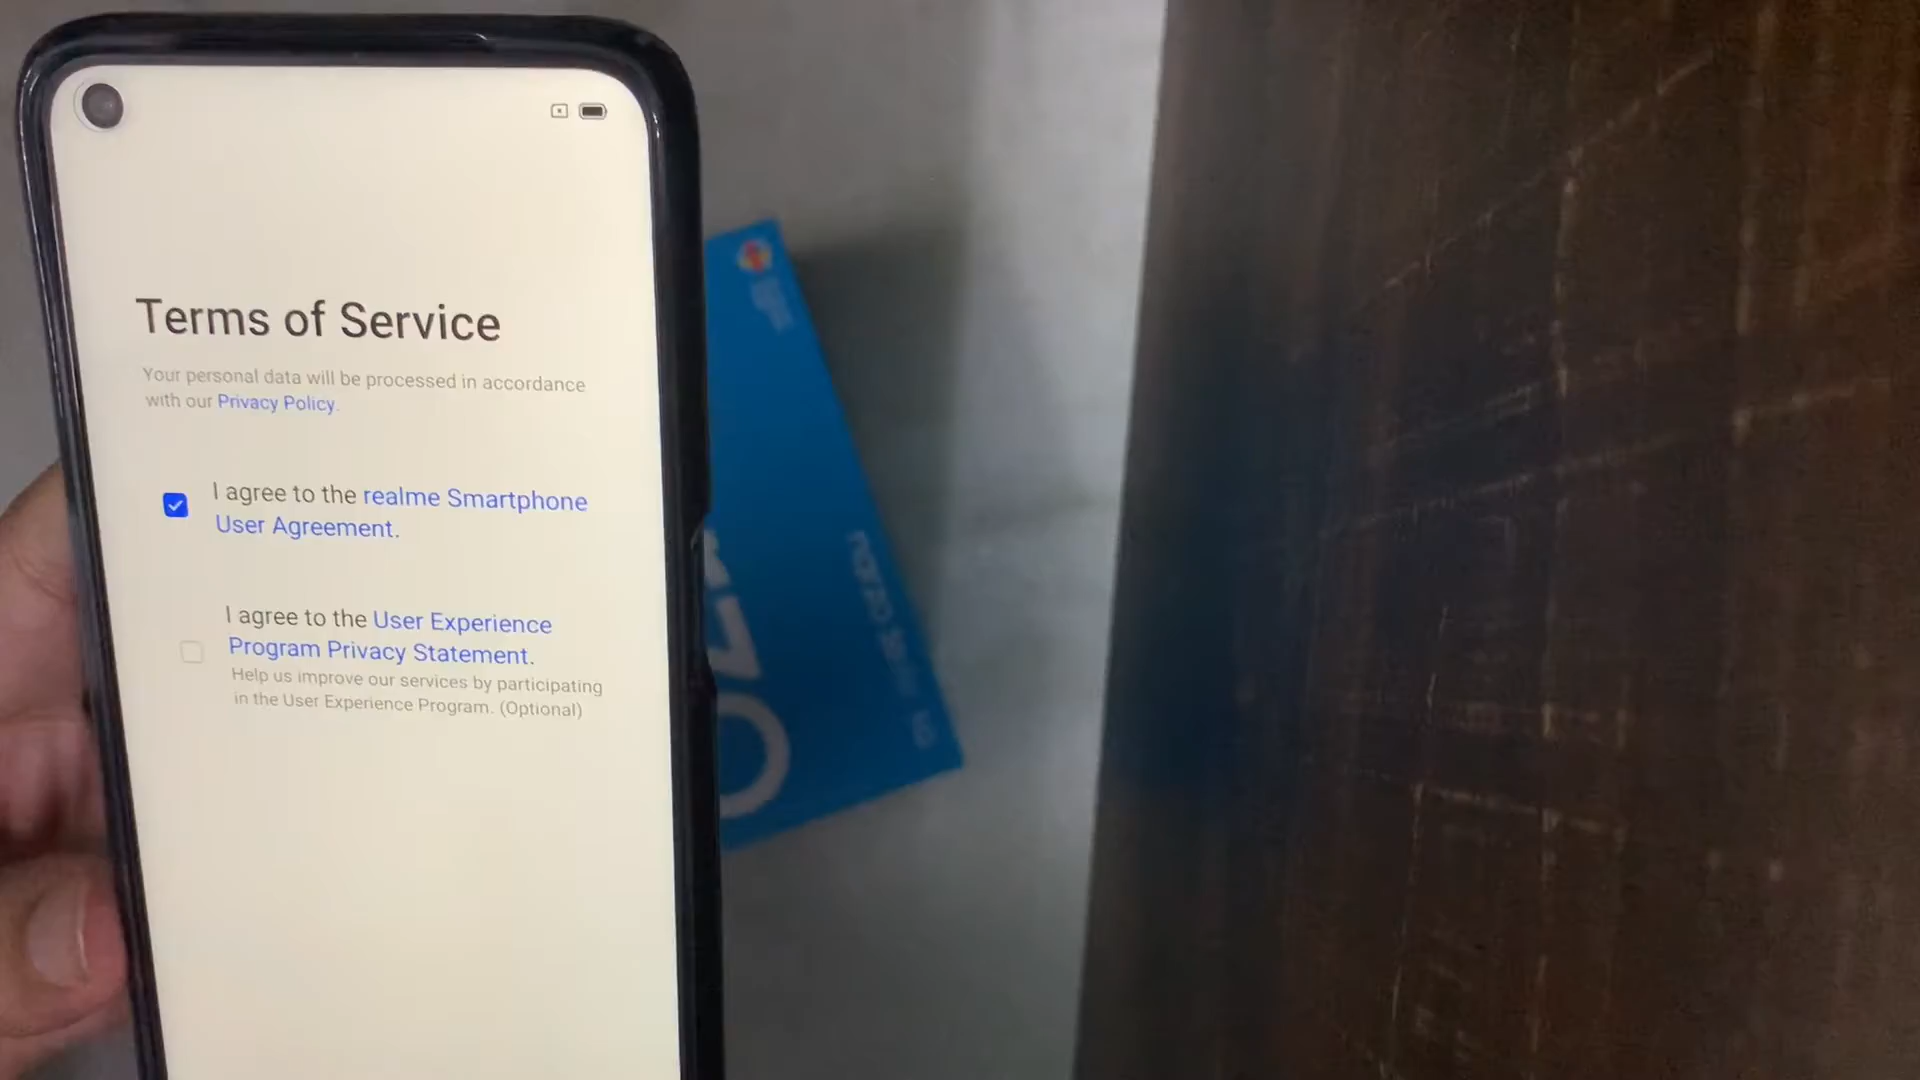 Terms of Service
Your personal data will be processed in accordance
with our Privacy Policy.
I agree to the realme Smartphone
User Agreement.
I agree to the User Experience
Program Privacy Statement.
Help us improve our services by participating
in the User Experience Program. (Optional)
narzo